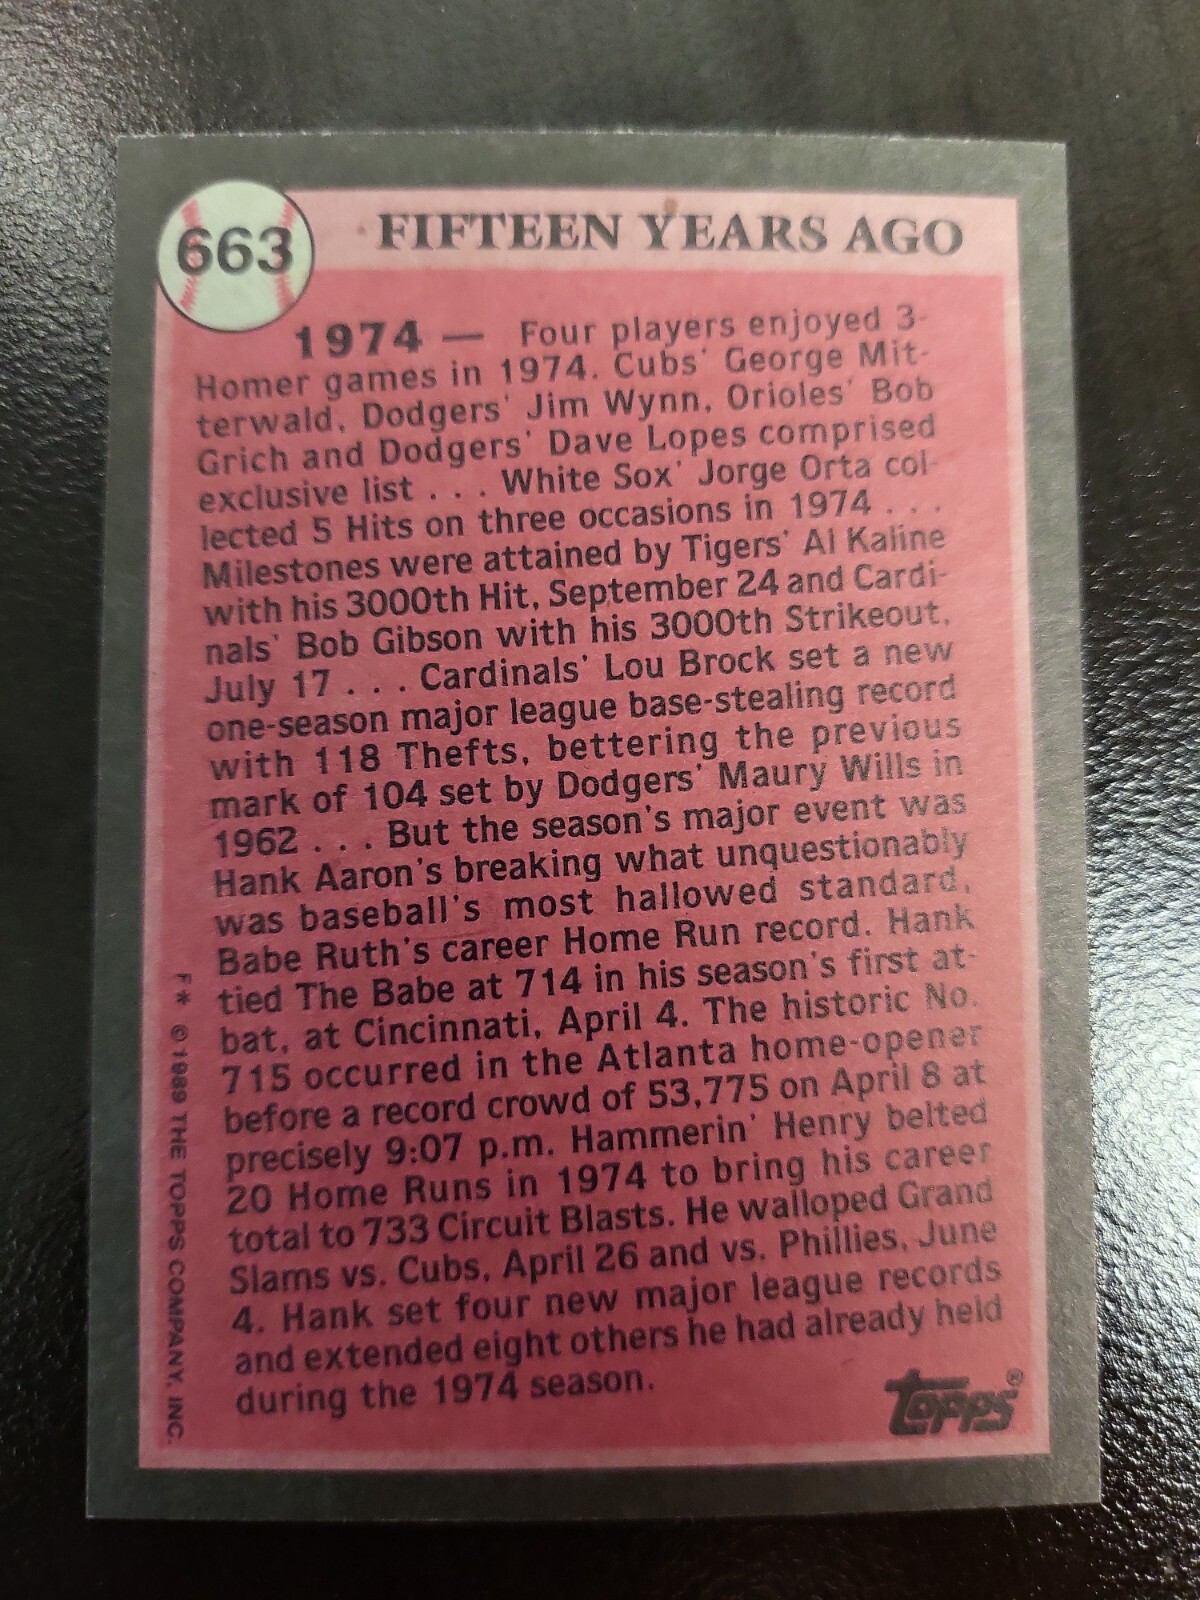 663
FIFTEEN YEARS AGO
1974 — Four players enjoyed 3-
Homer games in 1974. Cubs' George Mit-
terwald, Dodgers' Jim Wynn, Orioles' Bob
Grich and Dodgers' Dave Lopes comprised
exclusive list . . . White Sox' Jorge Orta col-
lected 5 Hits on three occasions in 1974 . . .
Milestones were attained by Tigers' Al Kaline
with his 3000th Hit, September 24 and Cardi-
nals' Bob Gibson with his 3000th Strikeout,
July 17 . . . Cardinals' Lou Brock set a new
one-season major league base-stealing record
with 118 Thefts, bettering the previous
mark of 104 set by Dodgers' Maury Wills in
1962 . . . But the season's major event was
Hank Aaron's breaking what unquestionably
was baseball's most hallowed standard,
Babe Ruth's career Home Run record. Hank
tied The Babe at 714 in his season's first at-
bat, at Cincinnati, April 4. The historic No.
715 occurred in the Atlanta home-opener
before a record crowd of 53,775 on April 8 at
precisely 9:07 p.m. Hammerin' Henry belted
20 Home Runs in 1974 to bring his career
total to 733 Circuit Blasts. He walloped Grand
Slams vs. Cubs, April 26 and vs. Phillies, June
4. Hank set four new major league records
and extended eight others he had already held
during the 1974 season.
F* © 1989 THE TOPPS COMPANY, INC.
topps®